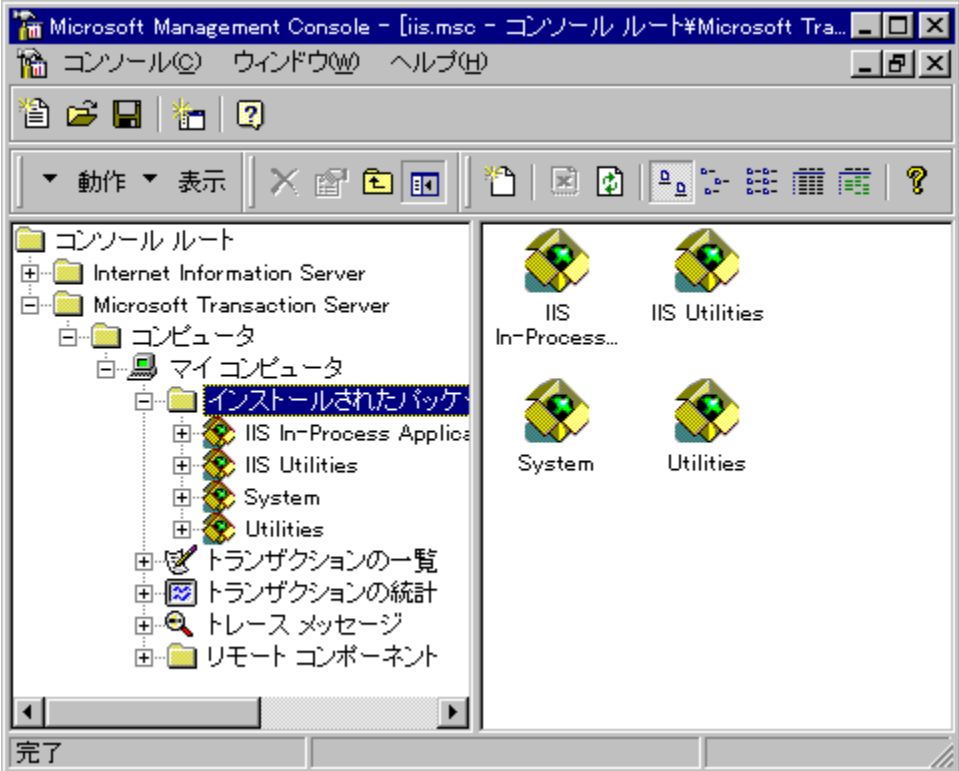 Microsoft Management Console - [iis.msc - コンソール ルート¥Microsoft Tra...
コンソール(C) ウィンドウ(W) ヘルプ(H)
動作 表示
コンソール ルート
Internet Information Server
Microsoft Transaction Server
コンピュータ
マイ コンピュータ
インストールされたパッケ
IIS In-Process Applica
IIS Utilities
System
Utilities
トランザクションの一覧
トランザクションの統計
トレース メッセージ
リモート コンポーネント
IIS
In-Process...
IIS Utilities
System
Utilities
完了